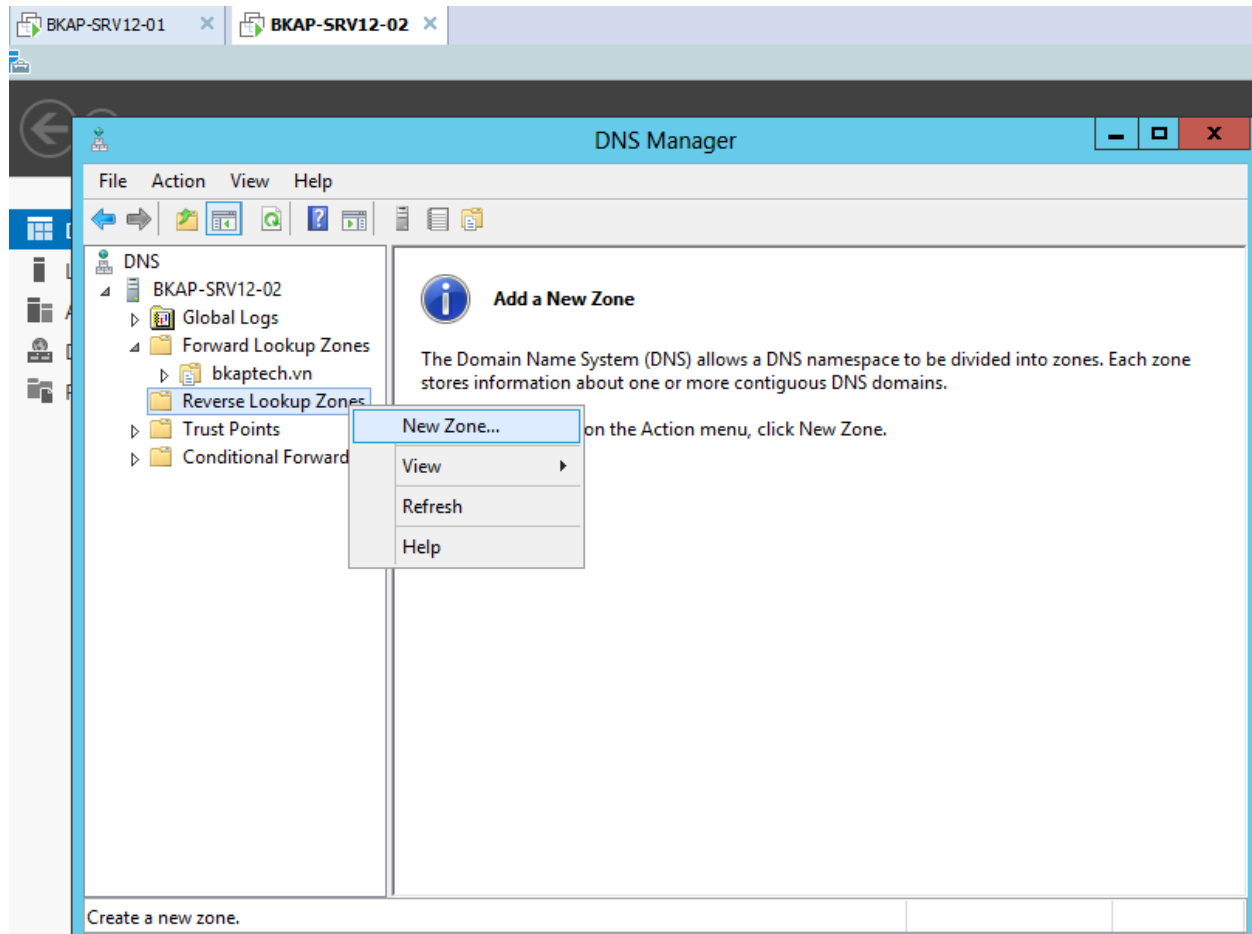 BKAP-SRV12-01
BKAP-SRV12-02
DNS Manager
File Action View Help
DNS
BKAP-SRV12-02
Global Logs
Forward Lookup Zones
bkaptech.vn
Reverse Lookup Zones
Trust Points
Conditional Forward
New Zone...
View
Refresh
Help
Add a New Zone
The Domain Name System (DNS) allows a DNS namespace to be divided into zones. Each zone
stores information about one or more contiguous DNS domains.
on the Action menu, click New Zone.
Create a new zone.